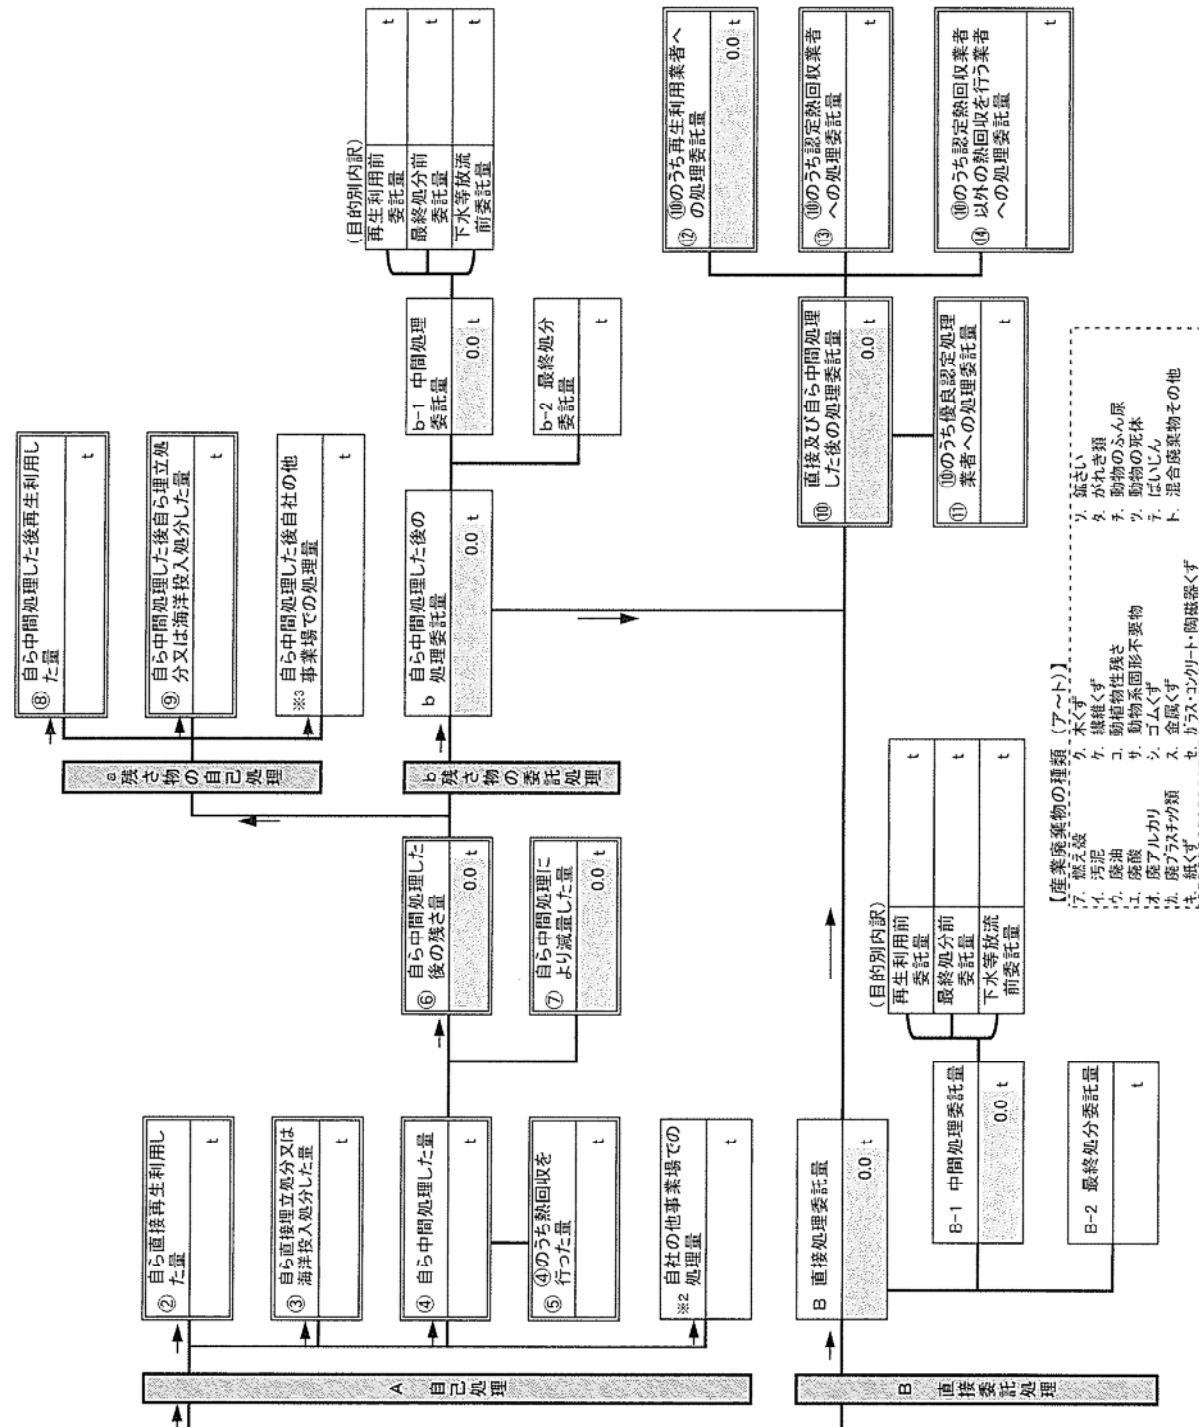 A 自己処理
② 自ら直接再生利用し
た量
t
③ 自ら直接埋立処分又は
海洋投入処分した量
t
④ 自ら中間処理した量
t
⑤ ④のうち熱回収を
行った量
t
※2 自社の他事業場での
処理量
t
⑥ 自ら中間処理した
後の残さ量
0.0 t
⑦ 自ら中間処理に
より減量した量
0.0 t
a 残さ物の自己処理
⑧ 自ら中間処理した後再生利用し
た量
t
⑨ 自ら中間処理した後自ら埋立処
分又は海洋投入処分した量
t
※3 自ら中間処理した後自社の他
事業場での処理量
t
b 残さ物の委託処理
b 自ら中間処理した後の
処理委託量
0.0 t
b-1 中間処理
委託量
0.0 t
b-2 最終処分
委託量
t
(目的別内訳)
再生利用前
委託量
t
最終処分前
委託量
t
下水等放流
前委託量
t
B 直接委託処理
B 直接処理委託量
0.0 t
B-1 中間処理委託量
0.0 t
B-2 最終処分委託量
t
(目的別内訳)
再生利用前
委託量
t
最終処分前
委託量
t
下水等放流
前委託量
t
⑩ 直接及び自ら中間処理
した後の処理委託量
0.0 t
⑪ ⑩のうち優良認定処理
業者への処理委託量
t
⑫ ⑩のうち再生利用業者へ
の処理委託量
0.0 t
⑬ ⑩のうち認定熱回収業者
への処理委託量
t
⑭ ⑩のうち認定熱回収業者
以外の熱回収を行う業者
への処理委託量
t
【産業廃棄物の種類 (ア~ト)】
ア. 燃え殻
イ. 汚泥
ウ. 廃油
エ. 廃酸
オ. 廃アルカリ
カ. 廃プラスチック類
キ. 紙くず
ク. 木くず
ケ. 繊維くず
コ. 動植物性残さ
サ. 動物系固形不要物
シ. ゴムくず
ス. 金属くず
セ. ガラス・コンクリート・陶磁器くず
ソ. 鉱さい
タ. がれき類
チ. 動物のふん尿
ツ. 動物の死体
テ. ばいじん
ト. 混合廃棄物その他